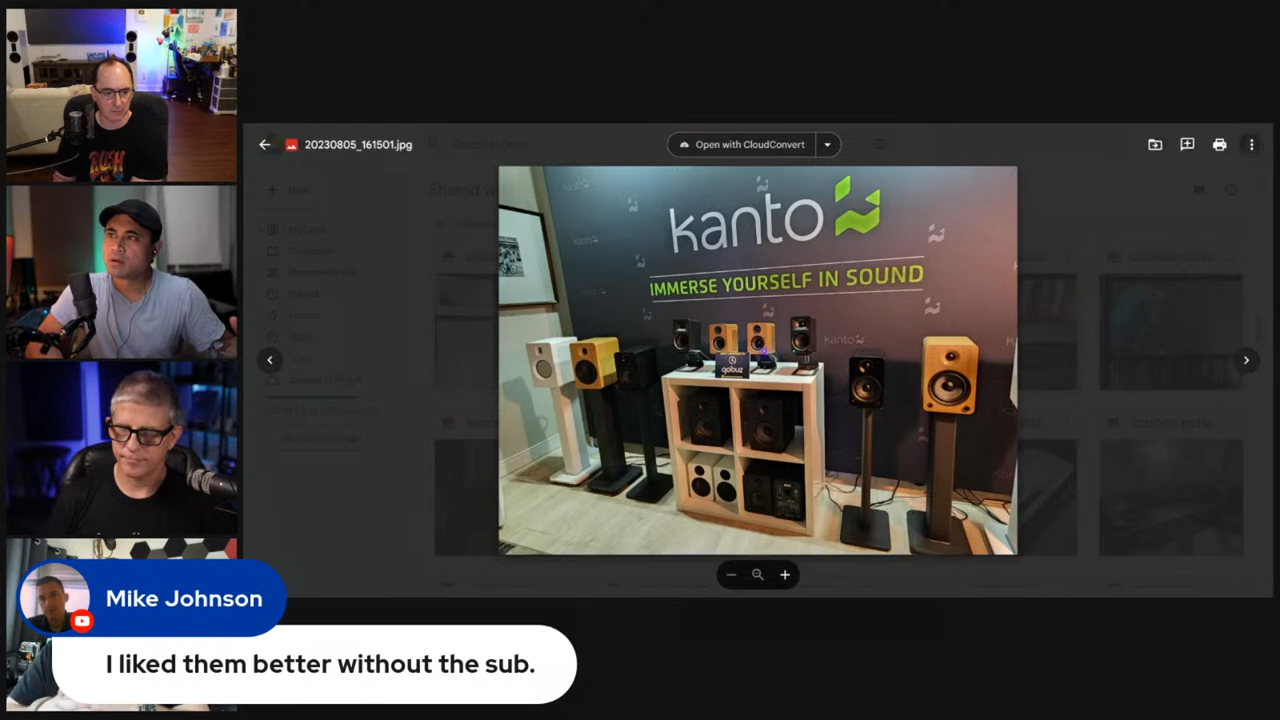 20230805_161501.jpg
Open with CloudConvert
kanto
IMMERSE YOURSELF IN SOUND
kanto
qobuz
Mike Johnson
I liked them better without the sub.